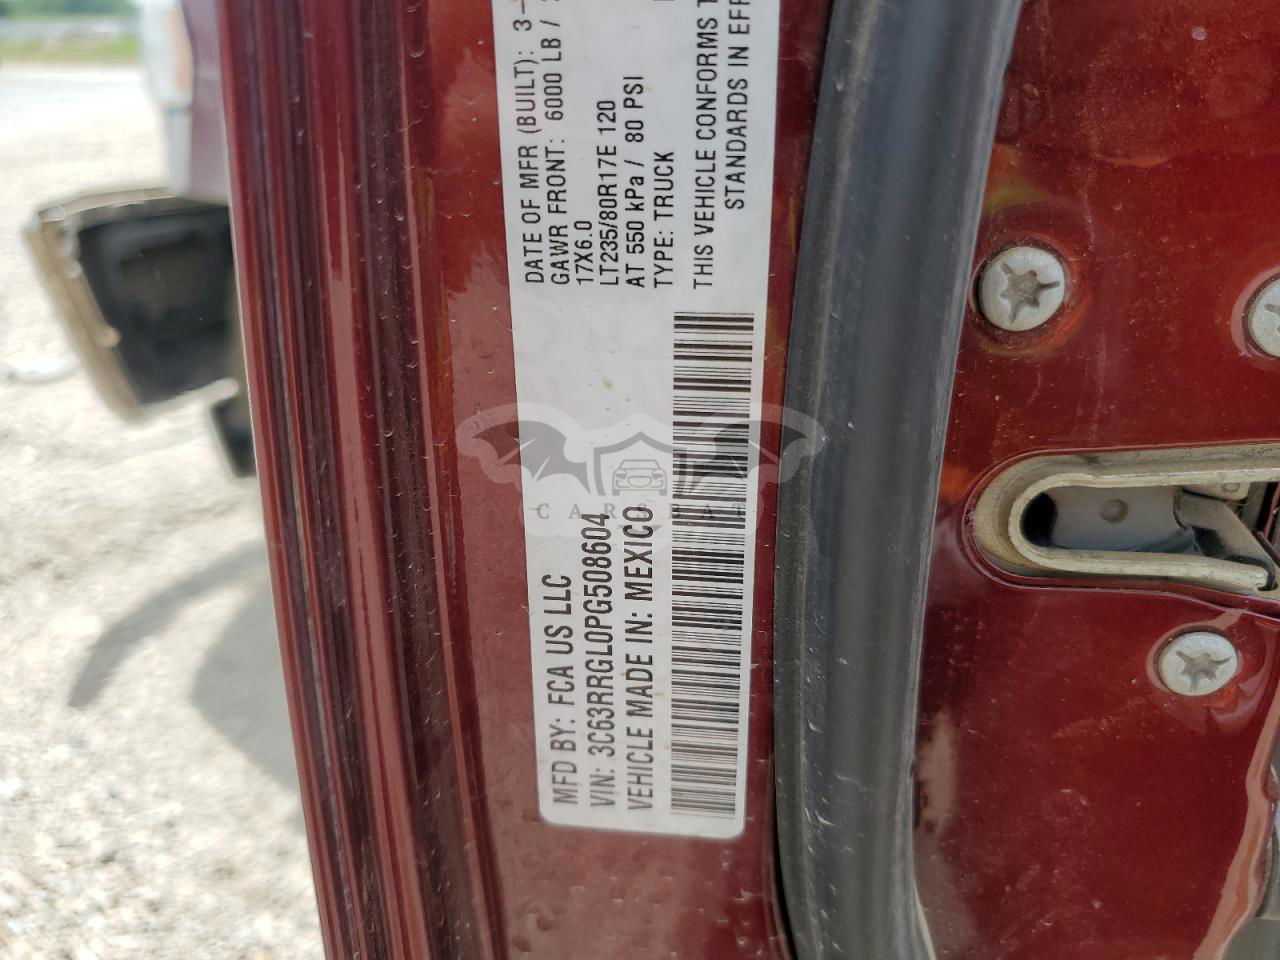 MFD BY: FCA US LLC
VIN: 3C63RRGL0PG508604
VEHICLE MADE IN: MEXICO
DATE OF MFR (BUILT): 3-
GAWR FRONT: 6000 LB /
17X6.0
LT235/80R17E 120
AT 550 kPa / 80 PSI
TYPE: TRUCK
THIS VEHICLE CONFORMS
STANDARDS IN